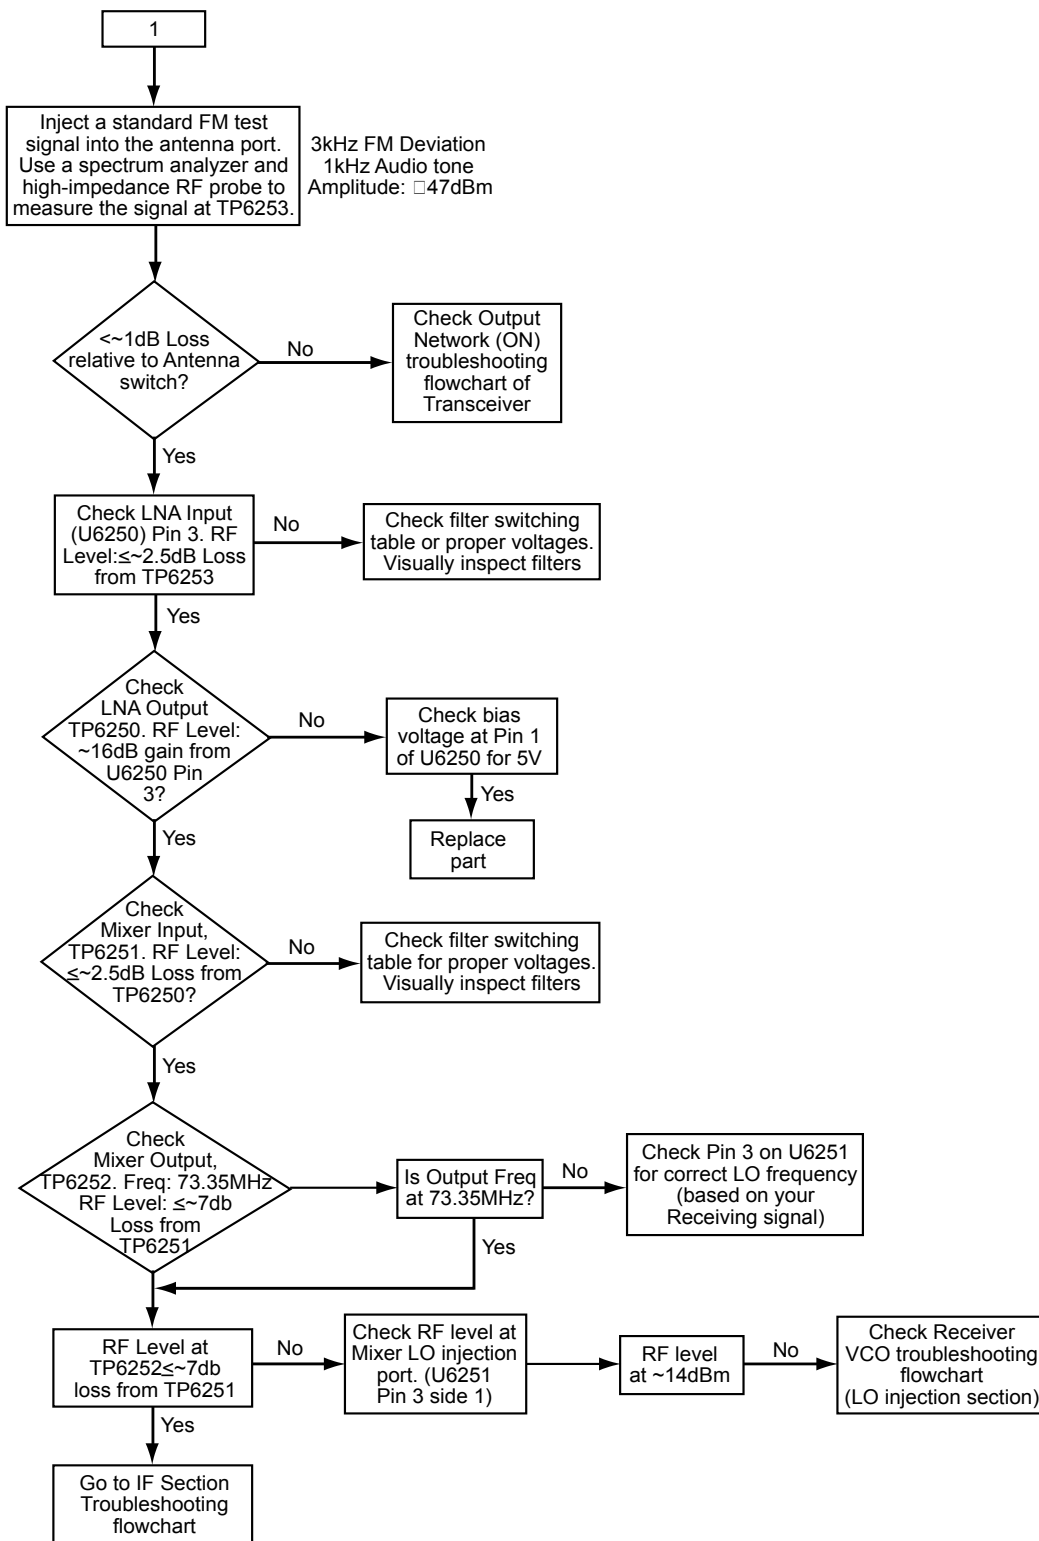 1
Inject a standard FM test
signal into the antenna port.
Use a spectrum analyzer and
high-impedance RF probe to
measure the signal at TP6253.
3kHz FM Deviation
1kHz Audio tone
Amplitude: □47dBm
<~1dB Loss
relative to Antenna
switch?
No
Check Output
Network (ON)
troubleshooting
flowchart of
Transceiver
Yes
Check LNA Input
(U6250) Pin 3. RF
Level:≤~2.5dB Loss
from TP6253
No
Check filter switching
table or proper voltages.
Visually inspect filters
Yes
Check
LNA Output
TP6250. RF Level:
~16dB gain from
U6250 Pin
3?
No
Check bias
voltage at Pin 1
of U6250 for 5V
Yes
Replace
part
Yes
Check
Mixer Input,
TP6251. RF Level:
≤~2.5dB Loss from
TP6250?
No
Check filter switching
table for proper voltages.
Visually inspect filters
Yes
Check
Mixer Output,
TP6252. Freq: 73.35MHz
RF Level: ≤~7db
Loss from
TP6251
Is Output Freq
at 73.35MHz?
No
Check Pin 3 on U6251
for correct LO frequency
(based on your
Receiving signal)
Yes
RF Level at
TP6252≤~7db
loss from TP6251
No
Check RF level at
Mixer LO injection
port. (U6251
Pin 3 side 1)
RF level
at ~14dBm
No
Check Receiver
VCO troubleshooting
flowchart
(LO injection section)
Yes
Go to IF Section
Troubleshooting
flowchart